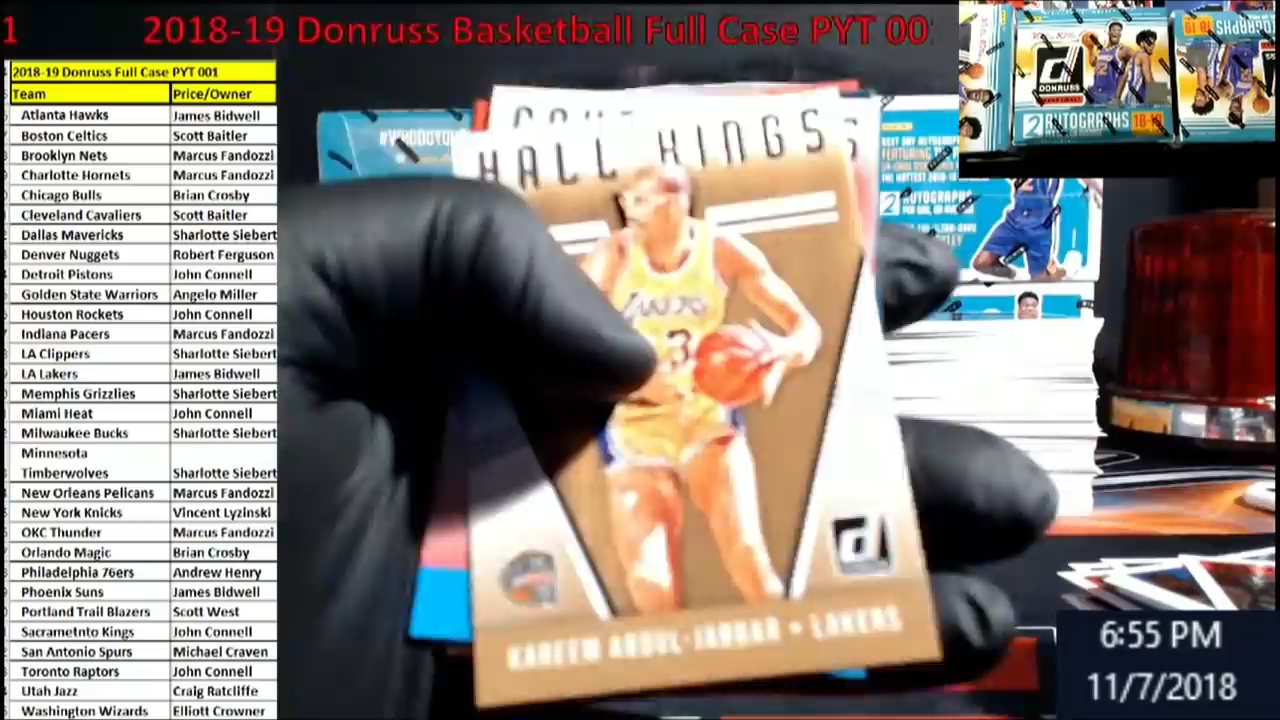 1 2018-19 Donruss Basketball Full Case PYT 00
2018-19 Donruss Full Case PYT 001
Team Price/Owner
Atlanta Hawks James Bidwell
Boston Celtics Scott Baitler
Brooklyn Nets Marcus Fandozzi
Charlotte Hornets Marcus Fandozzi
Chicago Bulls Brian Crosby
Cleveland Cavaliers Scott Baitler
Dallas Mavericks Sharlotte Siebert
Denver Nuggets Robert Ferguson
Detroit Pistons John Connell
Golden State Warriors Angelo Miller
Houston Rockets John Connell
Indiana Pacers Marcus Fandozzi
LA Clippers Sharlotte Siebert
LA Lakers James Bidwell
Memphis Grizzlies Sharlotte Siebert
Miami Heat John Connell
Milwaukee Bucks Sharlotte Siebert
Minnesota
Timberwolves Sharlotte Siebert
New Orleans Pelicans Marcus Fandozzi
New York Knicks Vincent Lyzinski
OKC Thunder Marcus Fandozzi
Orlando Magic Brian Crosby
Philadelphia 76ers Andrew Henry
Phoenix Suns James Bidwell
Portland Trail Blazers Scott West
Sacrametnto Kings John Connell
San Antonio Spurs Michael Craven
Toronto Raptors John Connell
Utah Jazz Craig Ratcliffe
Washington Wizards Elliott Crowner
HALL KINGS
LAKERS
3
KAREEM ABDUL-JABBAR • LAKERS
DONRUSS
2 AUTOGRAPHS 18-19
2 AUTOGRAPHS
6:55 PM
11/7/2018